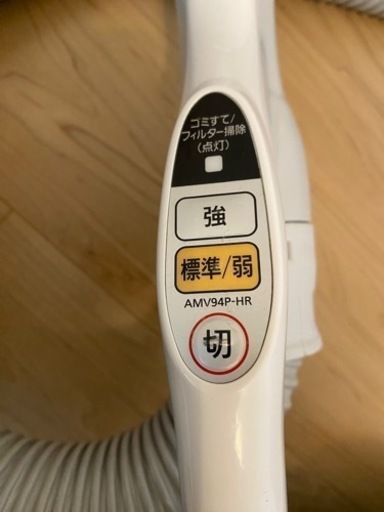 ゴミすて/
フィルター掃除
(点灯)
強
標準/弱
AMV94P-HR
切